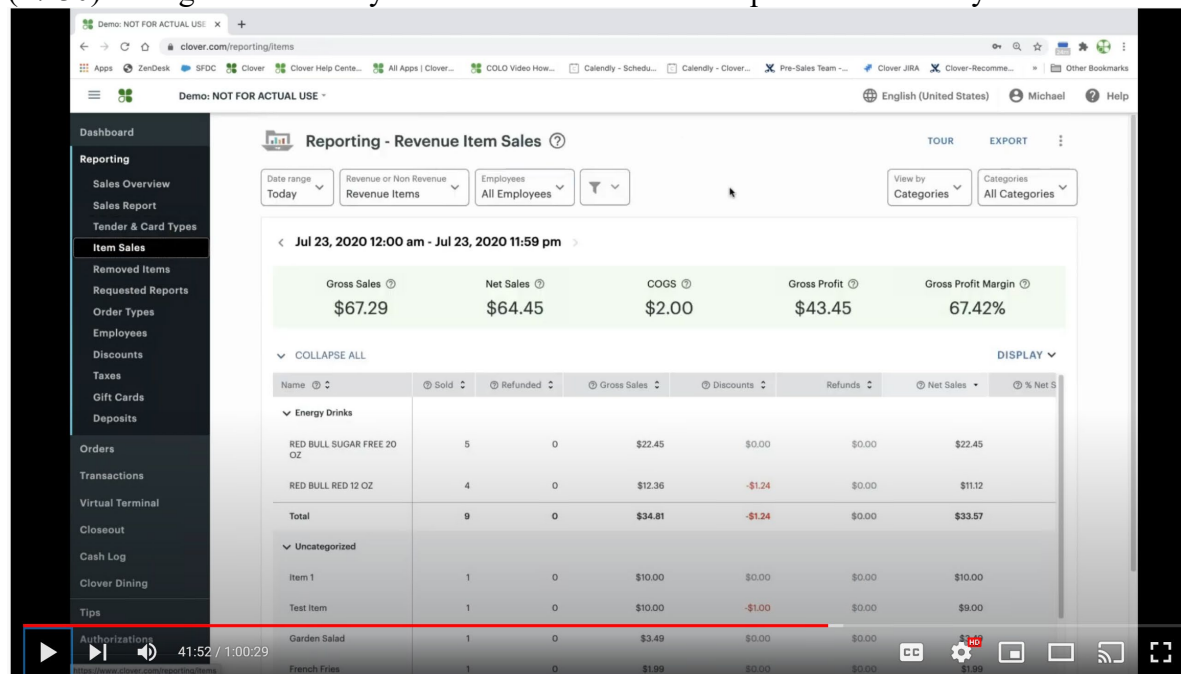 Demo: NOT FOR ACTUAL USE
clover.com/reporting/items
Apps ZenDesk SFDC Clover Clover Help Cente... All Apps | Clover... COLO Video How... Calendly - Schedu... Calendly - Clover... Pre-Sales Team -... Clover JIRA Clover-Recomme... » Other Bookmarks
Demo: NOT FOR ACTUAL USE English (United States) Michael Help
Dashboard
Reporting
Sales Overview
Sales Report
Tender & Card Types
Item Sales
Removed Items
Requested Reports
Order Types
Employees
Discounts
Taxes
Gift Cards
Deposits
Orders
Transactions
Virtual Terminal
Closeout
Cash Log
Clover Dining
Tips
Authorizations
Reporting - Revenue Item Sales TOUR EXPORT
Date range Revenue or Non Revenue Employees View by Categories
Today Revenue Items All Employees Categories All Categories
Jul 23, 2020 12:00 am - Jul 23, 2020 11:59 pm
Gross Sales Net Sales COGS Gross Profit Gross Profit Margin
$67.29 $64.45 $2.00 $43.45 67.42%
COLLAPSE ALL DISPLAY
Name Sold Refunded Gross Sales Discounts Refunds Net Sales % Net S
Energy Drinks
RED BULL SUGAR FREE 20 OZ 5 0 $22.45 $0.00 $0.00 $22.45
RED BULL RED 12 OZ 4 0 $12.36 -$1.24 $0.00 $11.12
Total 9 0 $34.81 -$1.24 $0.00 $33.57
Uncategorized
Item 1 1 0 $10.00 $0.00 $0.00 $10.00
Test Item 1 0 $10.00 -$1.00 $0.00 $9.00
Garden Salad 1 0 $3.49 $0.00 $0.00 $3.49
French Fries 1 0 $1.99 $0.00 $0.00 $1.99
41:52 / 1:00:29 CC HD
https://www.clover.com/reporting/items